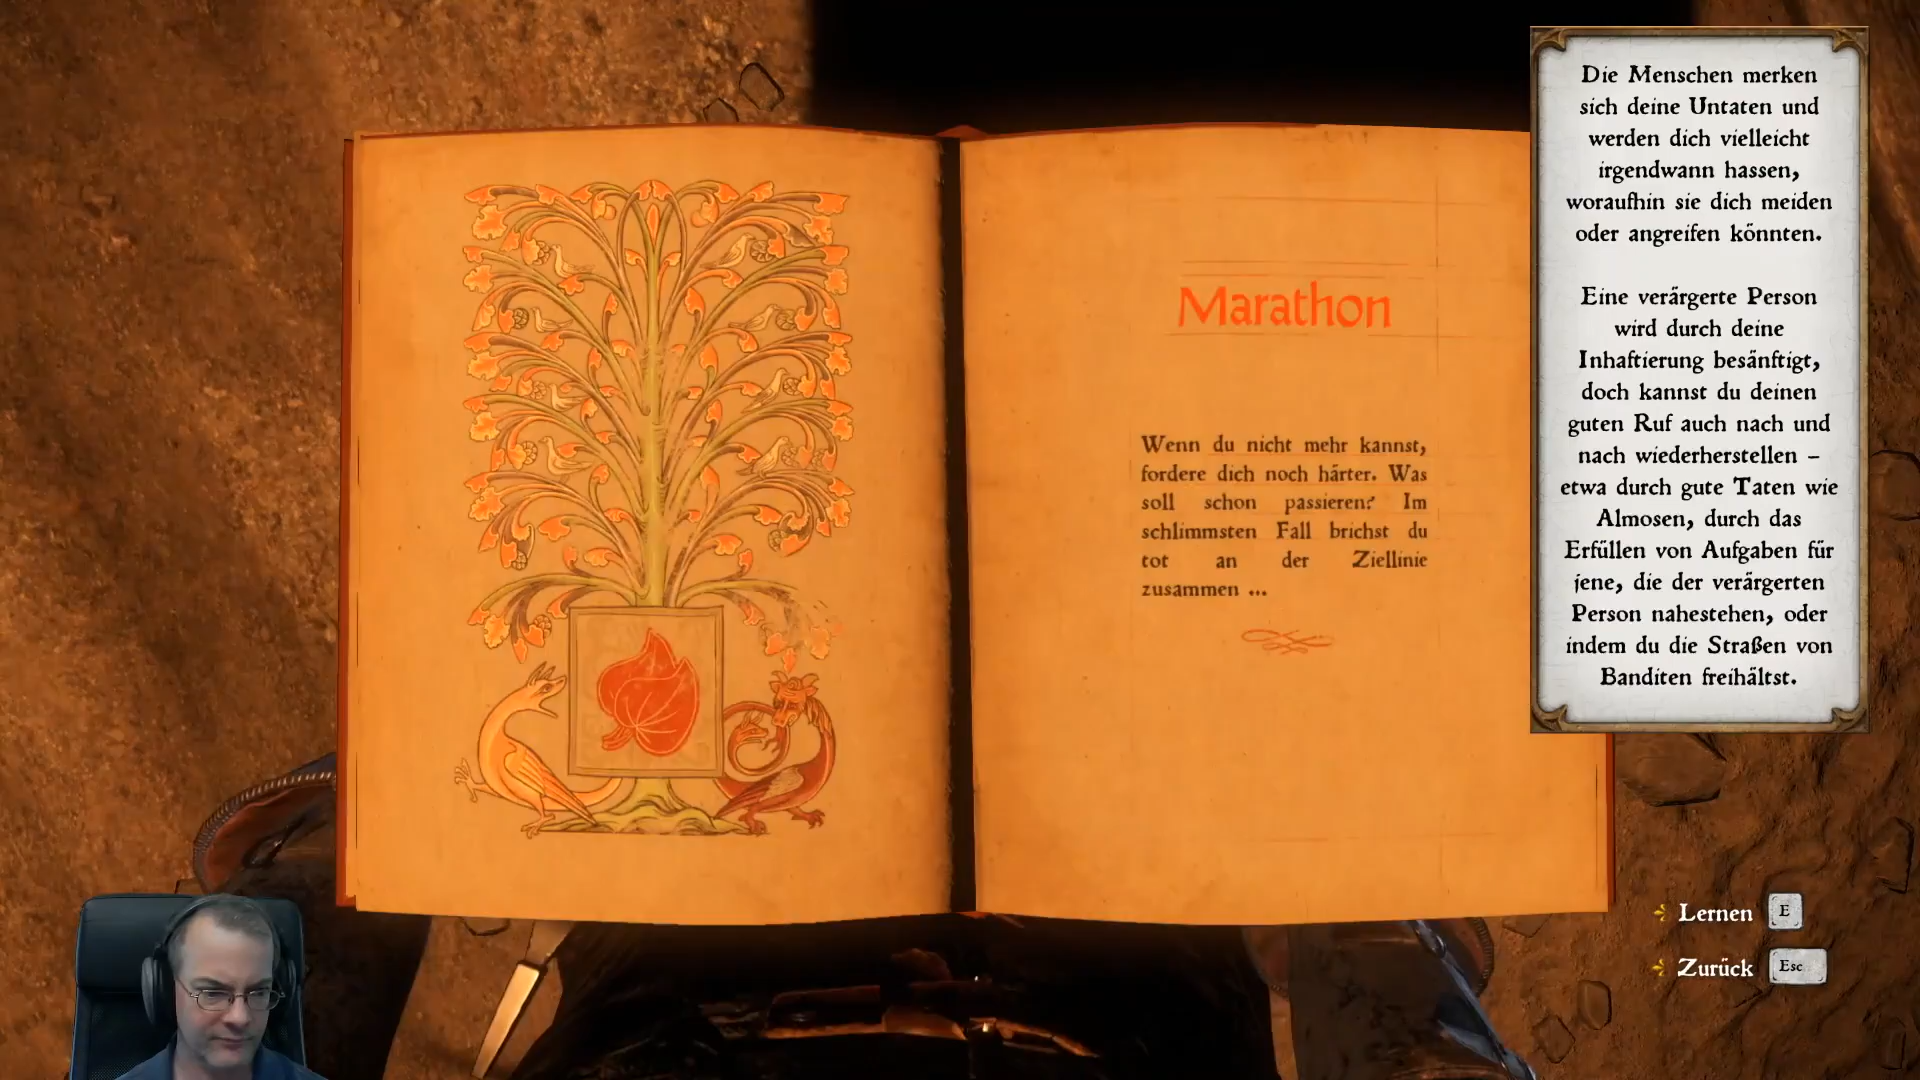 Marathon
Wenn du nicht mehr kannst,
fordere dich noch härter. Was
soll schon passieren? Im
schlimmsten Fall brichst du
tot an der Ziellinie
zusammen ...
Die Menschen merken
sich deine Untaten und
werden dich vielleicht
irgendwann hassen,
woraufhin sie dich meiden
oder angreifen könnten.
Eine verärgerte Person
wird durch deine
Inhaftierung besänftigt,
doch kannst du deinen
guten Ruf auch nach und
nach wiederherstellen –
etwa durch gute Taten wie
Almosen, durch das
Erfüllen von Aufgaben für
jene, die der verärgerten
Person nahestehen, oder
indem du die Straßen von
Banditen freihältst.
Lernen E
Zurück Esc